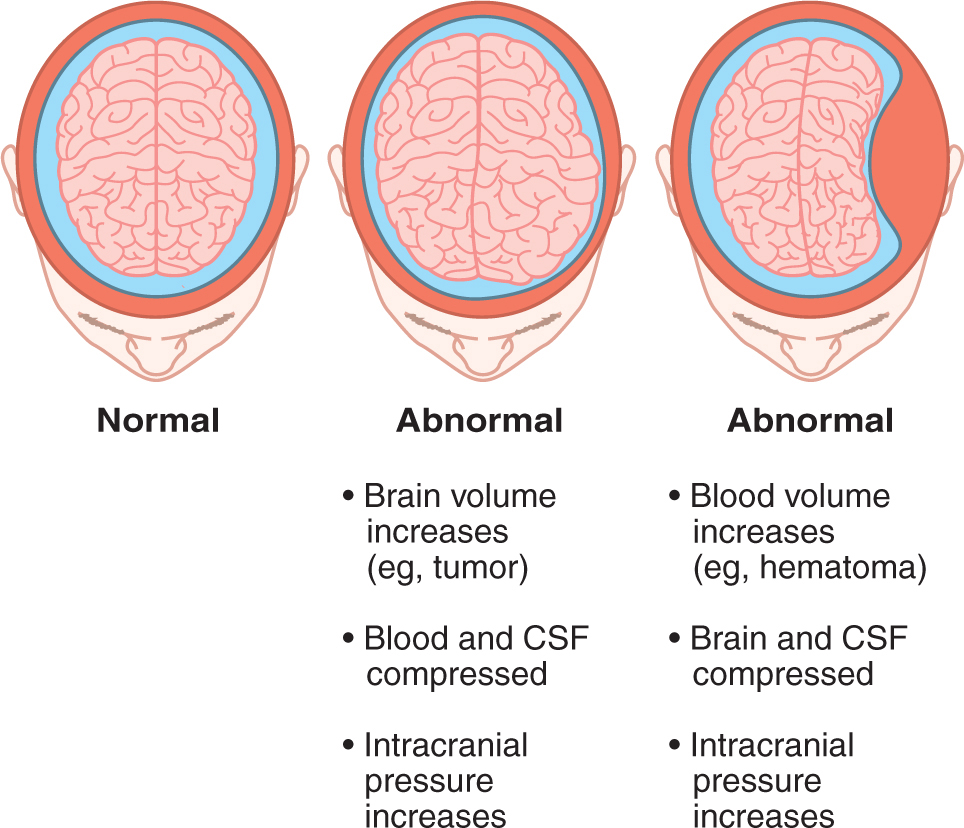 Normal
Abnormal
• Brain volume
increases
(eg, tumor)
• Blood and CSF
compressed
• Intracranial
pressure
increases
Abnormal
• Blood volume
increases
(eg, hematoma)
• Brain and CSF
compressed
• Intracranial
pressure
increases